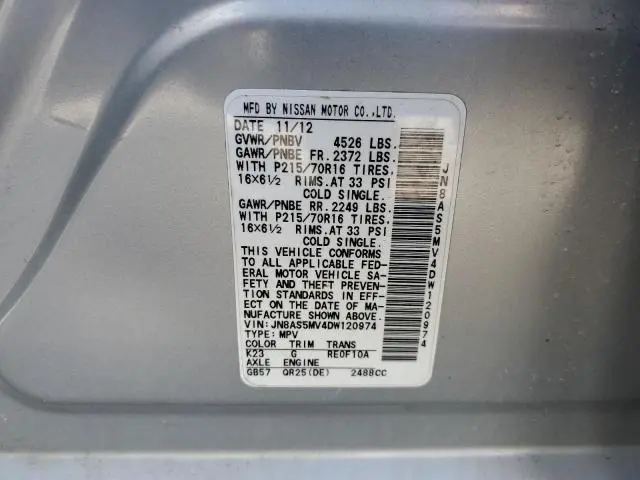 MFD BY NISSAN MOTOR CO.,LTD.
DATE 11/12
GVWR/PNBV 4526 LBS.
GAWR/PNBE FR. 2372 LBS.
WITH P215/70R16 TIRES.
16×6½ RIMS. AT 33 PSI
COLD SINGLE.
GAWR/PNBE RR. 2249 LBS.
WITH P215/70R16 TIRES.
16×6½ RIMS. AT 33 PSI
COLD SINGLE.
THIS VEHICLE CONFORMS
TO ALL APPLICABLE FED-
ERAL MOTOR VEHICLE SA-
FETY AND THEFT PREVEN-
TION STANDARDS IN EFF-
ECT ON THE DATE OF MA-
NUFACTURE SHOWN ABOVE.
VIN: JN8AS5MV4DW120974
TYPE: MPV
COLOR TRIM TRANS
K23 G RE0F10A
AXLE ENGINE
GB57 QR25(DE) 2488CC
JN8AS5MV4DW120974